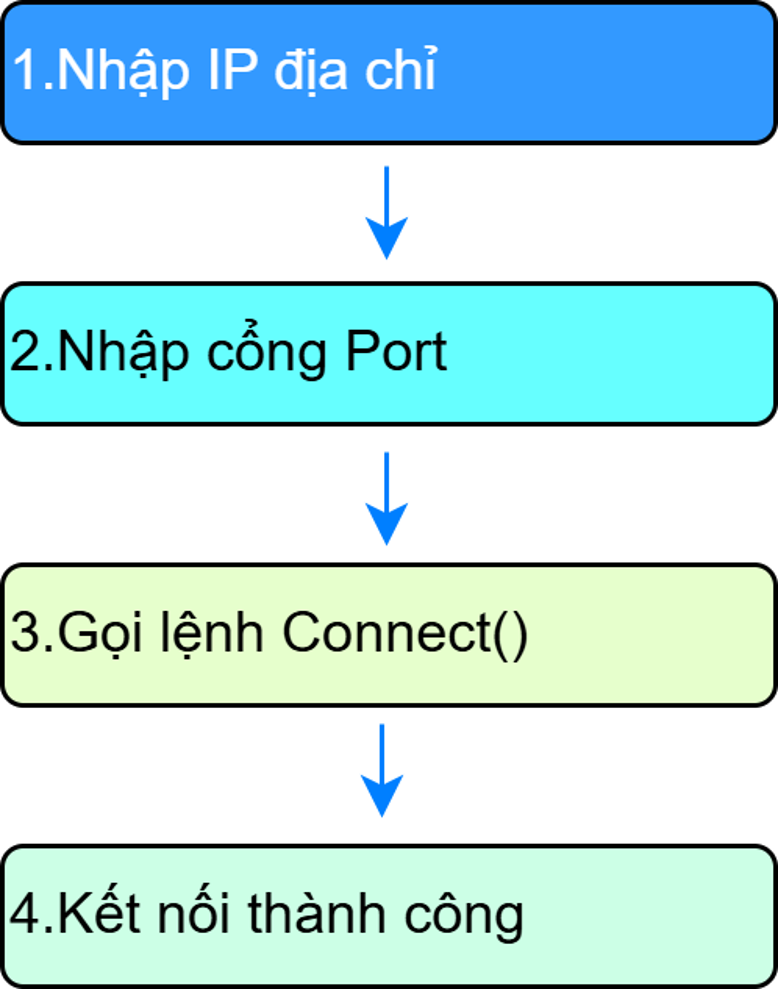 1.Nhập IP địa chỉ
2.Nhập cổng Port
3.Gọi lệnh Connect()
4.Kết nối thành công